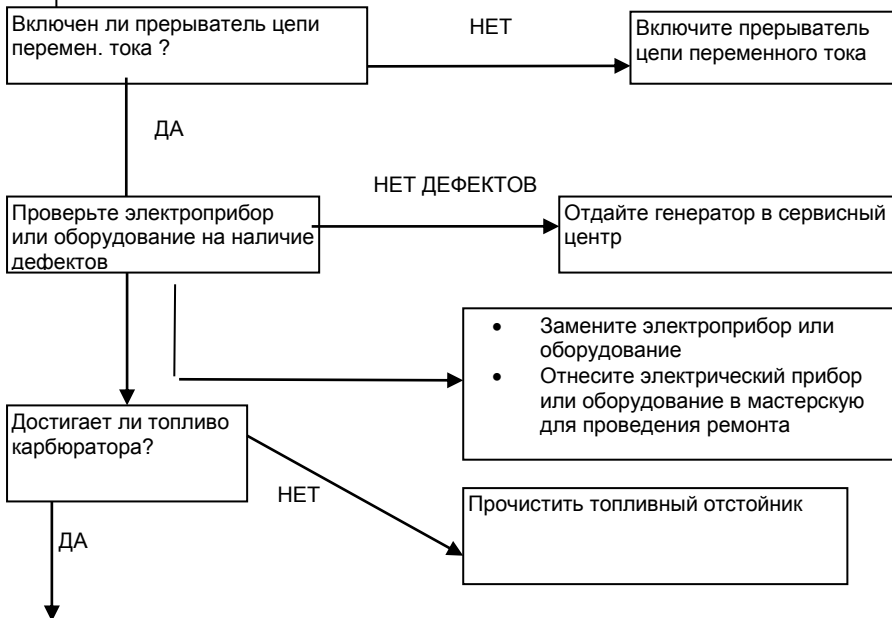 Включен ли прерыватель цепи
перемен. тока ?
НЕТ
Включите прерыватель
цепи переменного тока
ДА
НЕТ ДЕФЕКТОВ
Проверьте электроприбор
или оборудование на наличие
дефектов
Отдайте генератор в сервисный
центр
• Замените электроприбор или
оборудование
• Отнесите электрический прибор
или оборудование в мастерскую
для проведения ремонта
Достигает ли топливо
карбюратора?
НЕТ
Прочистить топливный отстойник
ДА